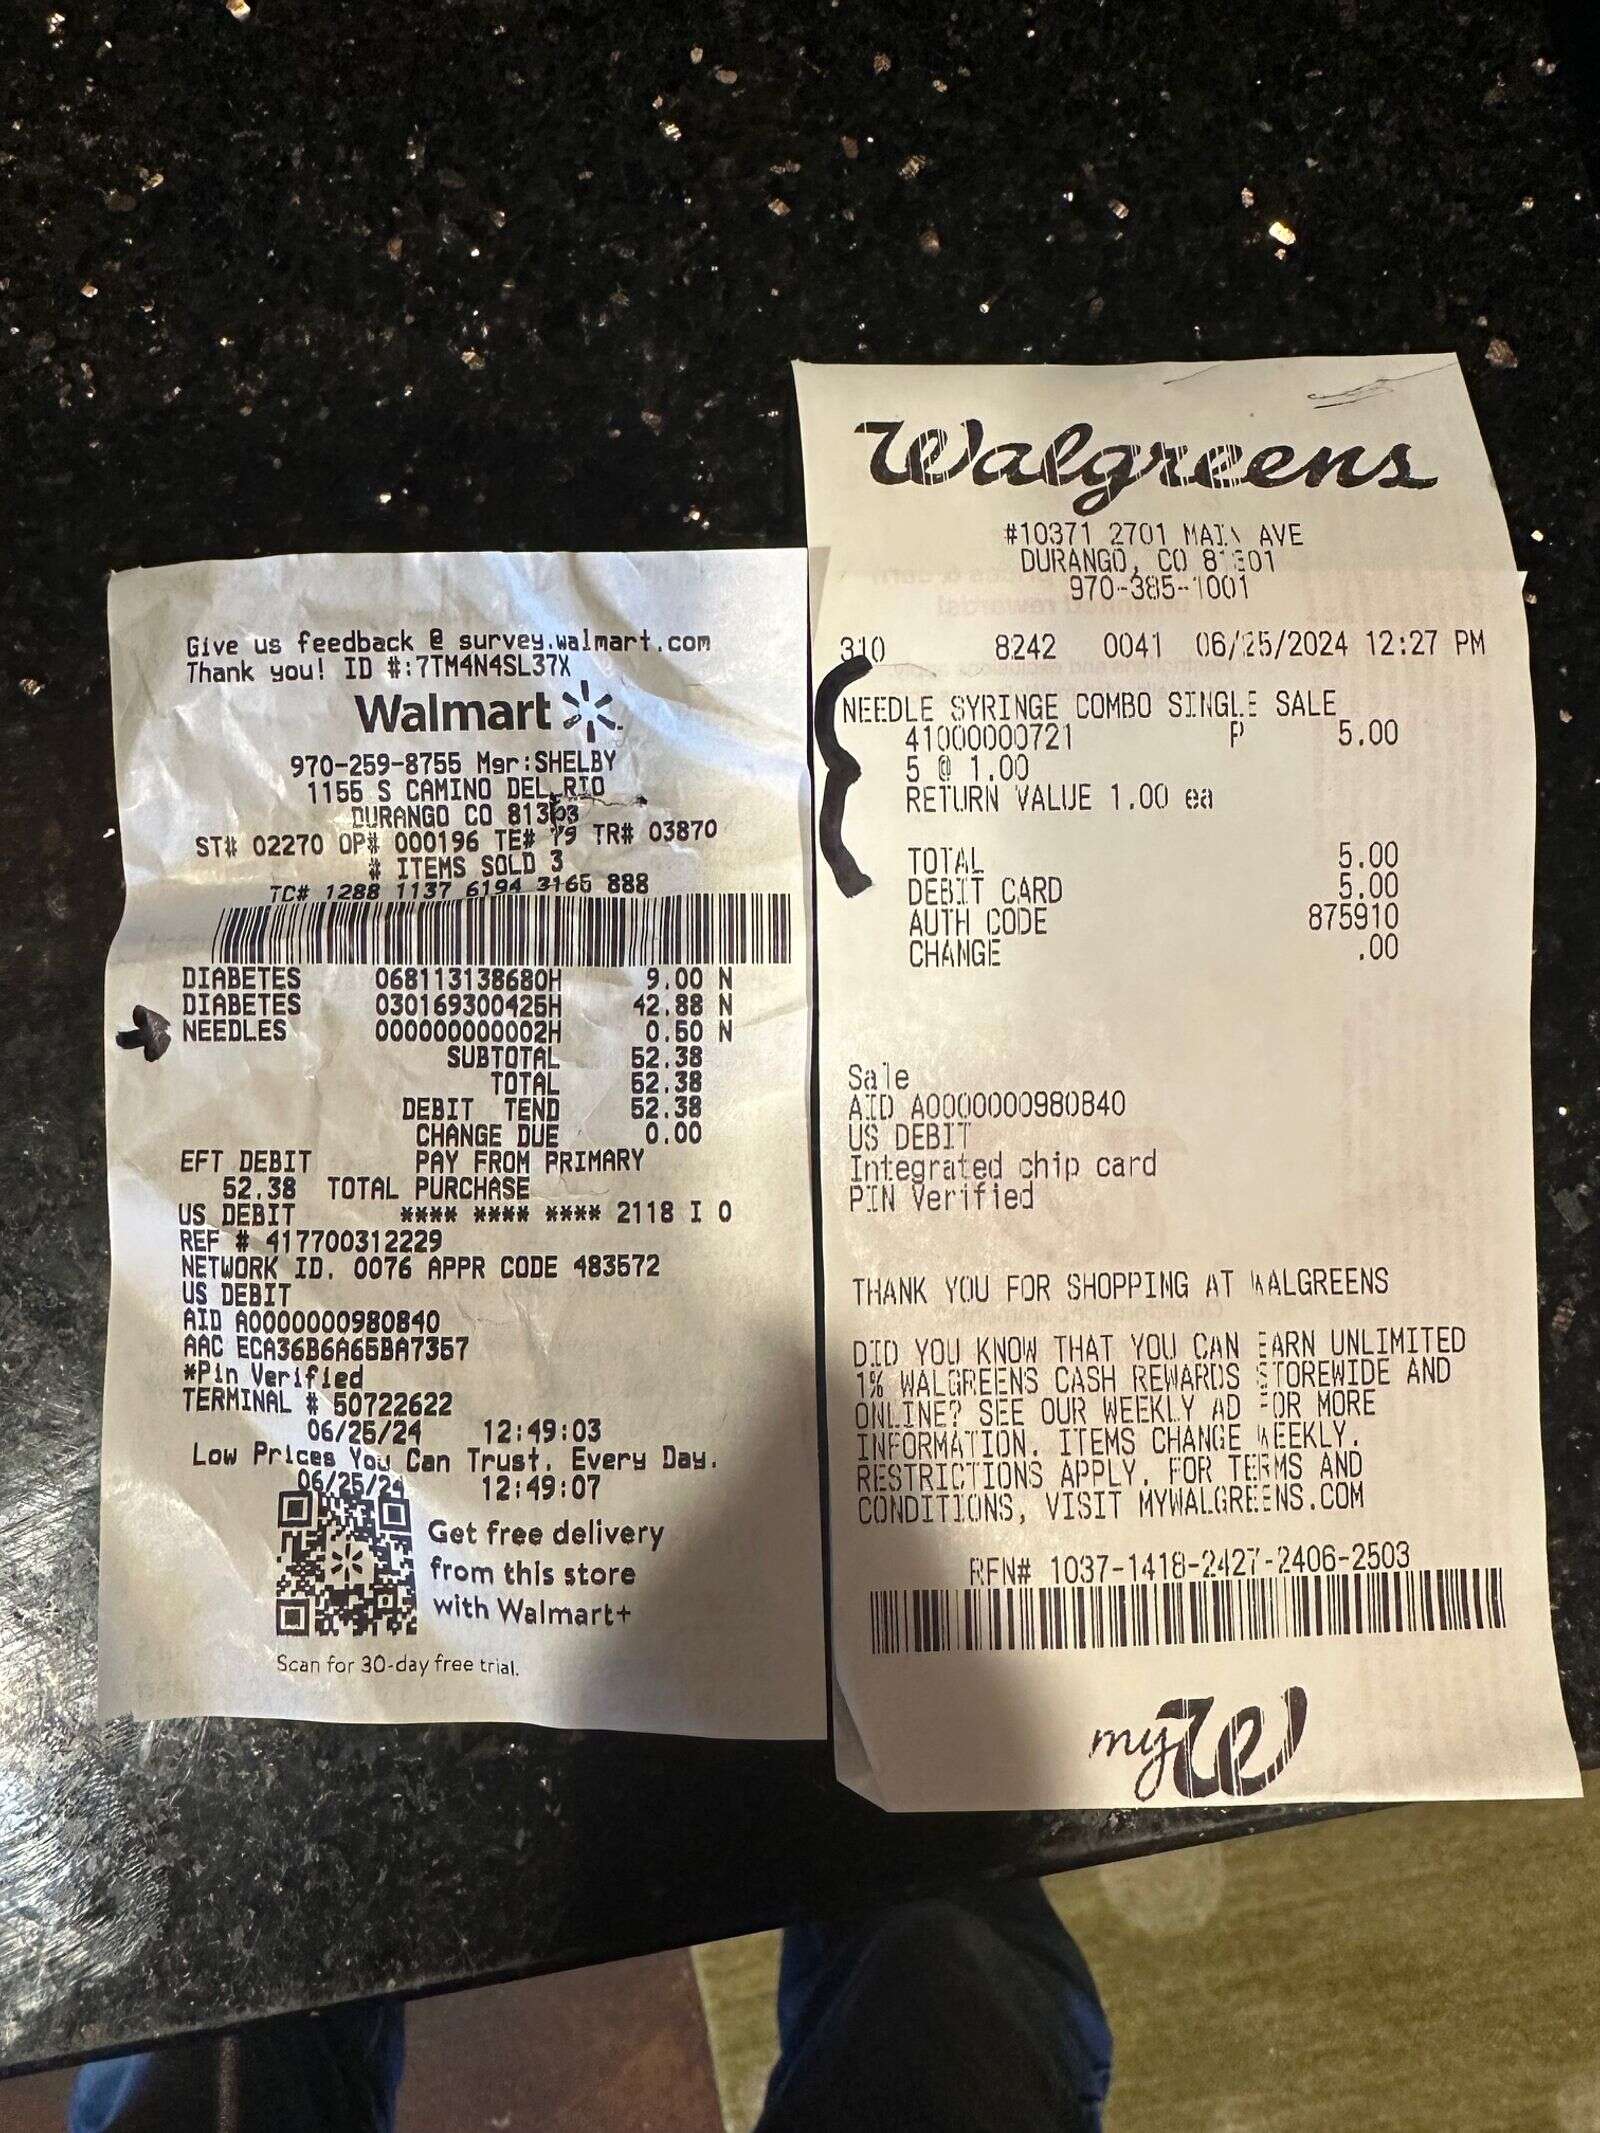 Give us feedback @ survey.walmart.com
Thank you! ID #:7TM4N4SL37X
Walmart
970-259-8755 Mgr:SHELBY
1155 S CAMINO DEL RIO
DURANGO CO 81303
ST# 02270 OP# 000196 TE# 79 TR# 03870
# ITEMS SOLD 3
TC# 1288 1137 6194 3165 888
DIABETES 068113138680H 9.00 N
DIABETES 030169300425H 42.88 N
NEEDLES 000000000002H 0.50 N
SUBTOTAL 52.38
TOTAL 52.38
DEBIT TEND 52.38
CHANGE DUE 0.00
EFT DEBIT PAY FROM PRIMARY
52.38 TOTAL PURCHASE
US DEBIT **** **** **** 2118 I 0
REF # 417700312229
NETWORK ID. 0076 APPR CODE 483572
US DEBIT
AID A0000000980840
AAC ECA36B6A65BA7357
*Pin Verified
TERMINAL # 50722622
06/25/24 12:49:03
Low Prices You Can Trust. Every Day.
06/25/24 12:49:07
Get free delivery
from this store
with Walmart+
Scan for 30-day free trial.
Walgreens
#10371 2701 MAIN AVE
DURANGO, CO 81301
970-385-1001
310 8242 0041 06/25/2024 12:27 PM
NEEDLE SYRINGE COMBO SINGLE SALE
41000000721 P 5.00
5 @ 1.00
RETURN VALUE 1.00 ea
TOTAL 5.00
DEBIT CARD 5.00
AUTH CODE 875910
CHANGE .00
Sale
AID A0000000980840
US DEBIT
Integrated chip card
PIN Verified
THANK YOU FOR SHOPPING AT WALGREENS
DID YOU KNOW THAT YOU CAN EARN UNLIMITED
1% WALGREENS CASH REWARDS STOREWIDE AND
ONLINE? SEE OUR WEEKLY AD FOR MORE
INFORMATION. ITEMS CHANGE WEEKLY.
RESTRICTIONS APPLY. FOR TERMS AND
CONDITIONS, VISIT MYWALGREENS.COM
RFN# 1037-1418-2427-2406-2503
myW